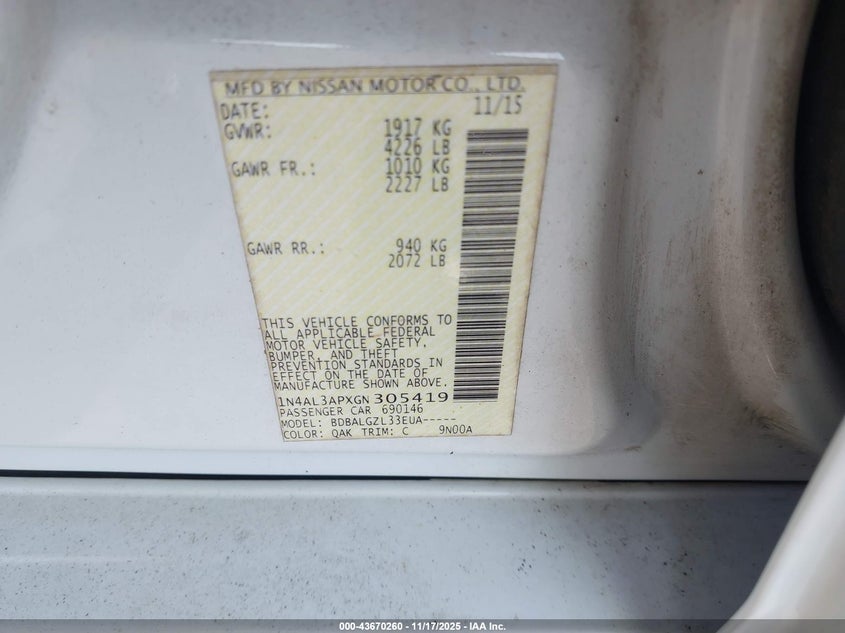 MFD BY NISSAN MOTOR CO., LTD.
DATE: 11/15
GVWR: 1917 KG
4226 LB
GAWR FR.: 1010 KG
2227 LB
GAWR RR.: 940 KG
2072 LB
THIS VEHICLE CONFORMS TO
ALL APPLICABLE FEDERAL
MOTOR VEHICLE SAFETY,
BUMPER, AND THEFT
PREVENTION STANDARDS IN
EFFECT ON THE DATE OF
MANUFACTURE SHOWN ABOVE.
1N4AL3APXGN305419
PASSENGER CAR 690146
MODEL: BDBALGZL33EUA-----
COLOR: QAK TRIM: C 9N00A
000-43670260 - 11/17/2025 - IAA Inc.